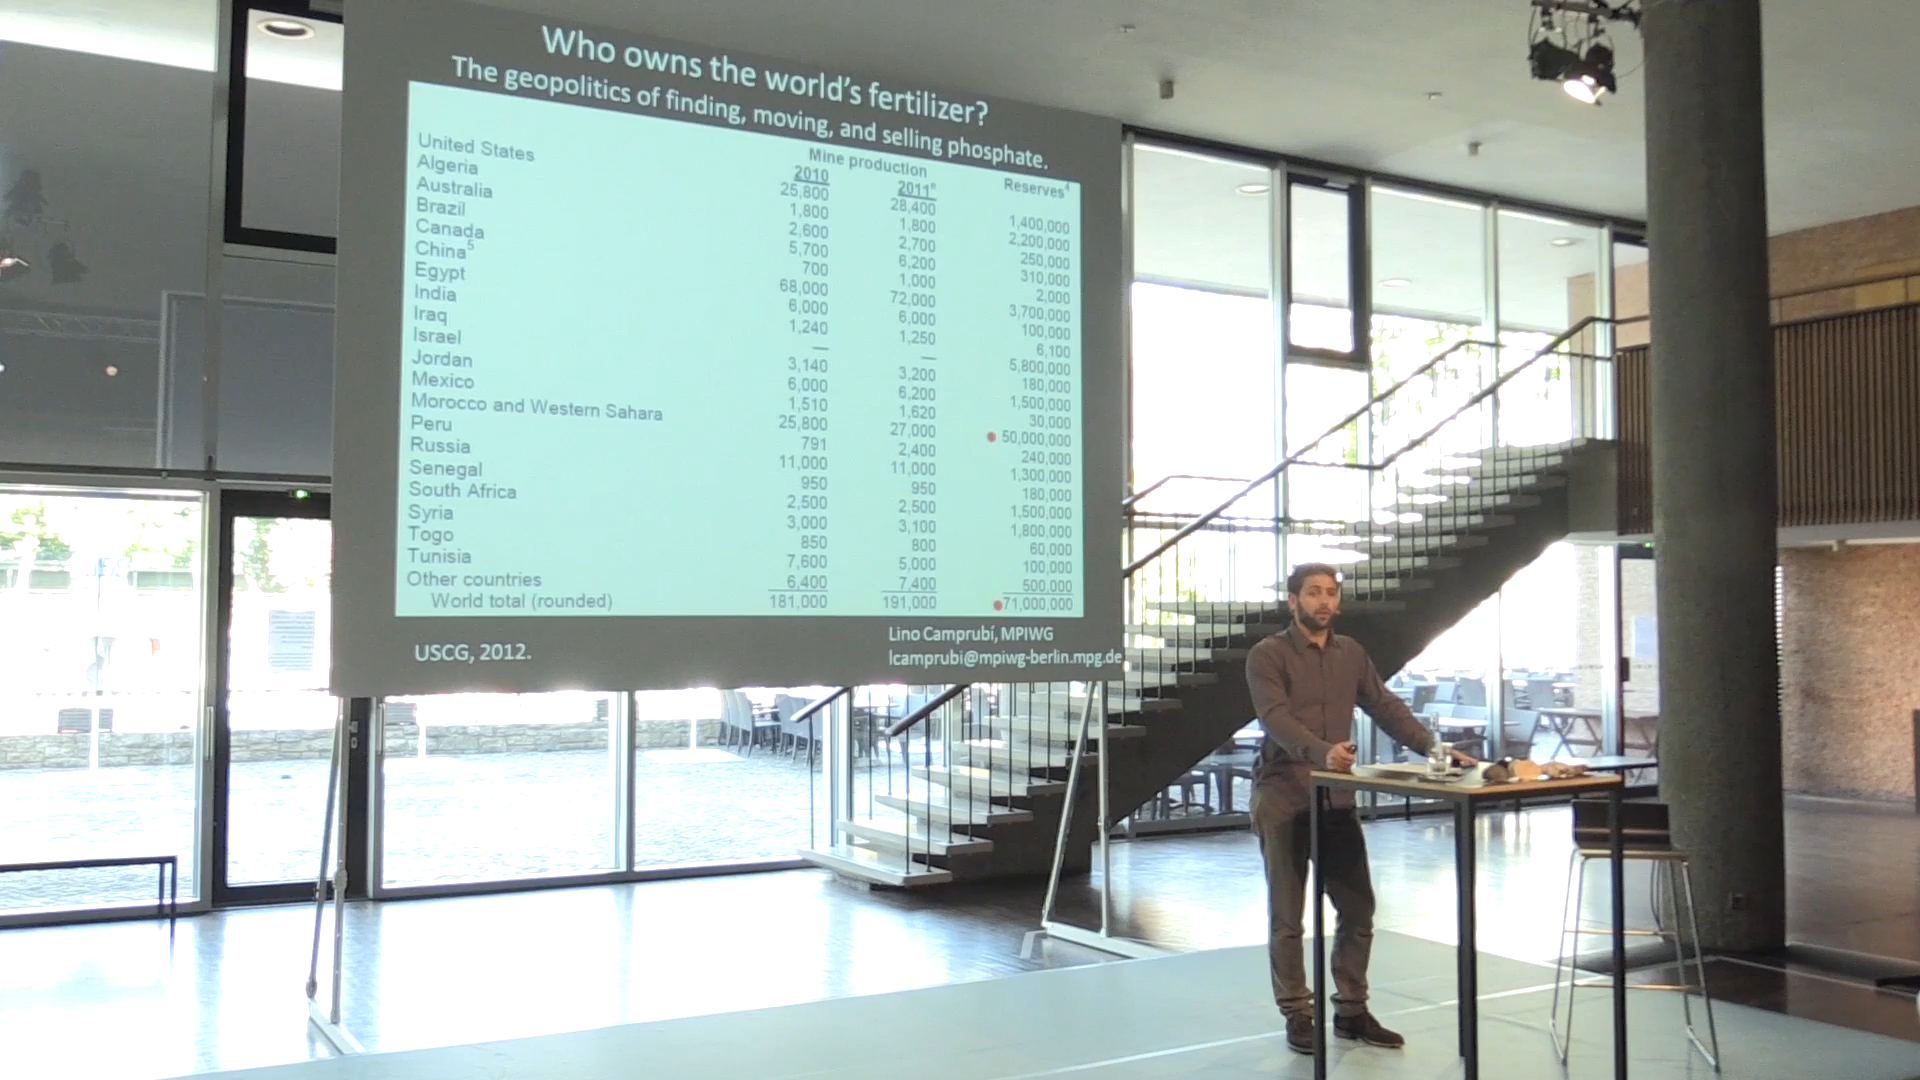 Who owns the world's fertilizer?
The geopolitics of finding, moving, and selling phosphate.
Mine production Reserves⁴
2010 2011ᵉ
United States 25,800 28,400 1,400,000
Algeria 1,800 1,800 2,200,000
Australia 2,600 2,700 250,000
Brazil 5,700 6,200 310,000
Canada 700 1,000 2,000
China⁵ 68,000 72,000 3,700,000
Egypt 6,000 6,000 100,000
India 1,240 1,250 6,100
Iraq — — 5,800,000
Israel 3,140 3,200 180,000
Jordan 6,000 6,200 1,500,000
Mexico 1,510 1,620 30,000
Morocco and Western Sahara 25,800 27,000 50,000,000
Peru 791 2,400 240,000
Russia 11,000 11,000 1,300,000
Senegal 950 950 180,000
South Africa 2,500 2,500 1,500,000
Syria 3,000 3,100 1,800,000
Togo 850 800 60,000
Tunisia 7,600 5,000 100,000
Other countries 6,400 7,400 500,000
World total (rounded) 181,000 191,000 71,000,000
USCG, 2012.
Lino Camprubí, MPIWG
lcamprubi@mpiwg-berlin.mpg.de